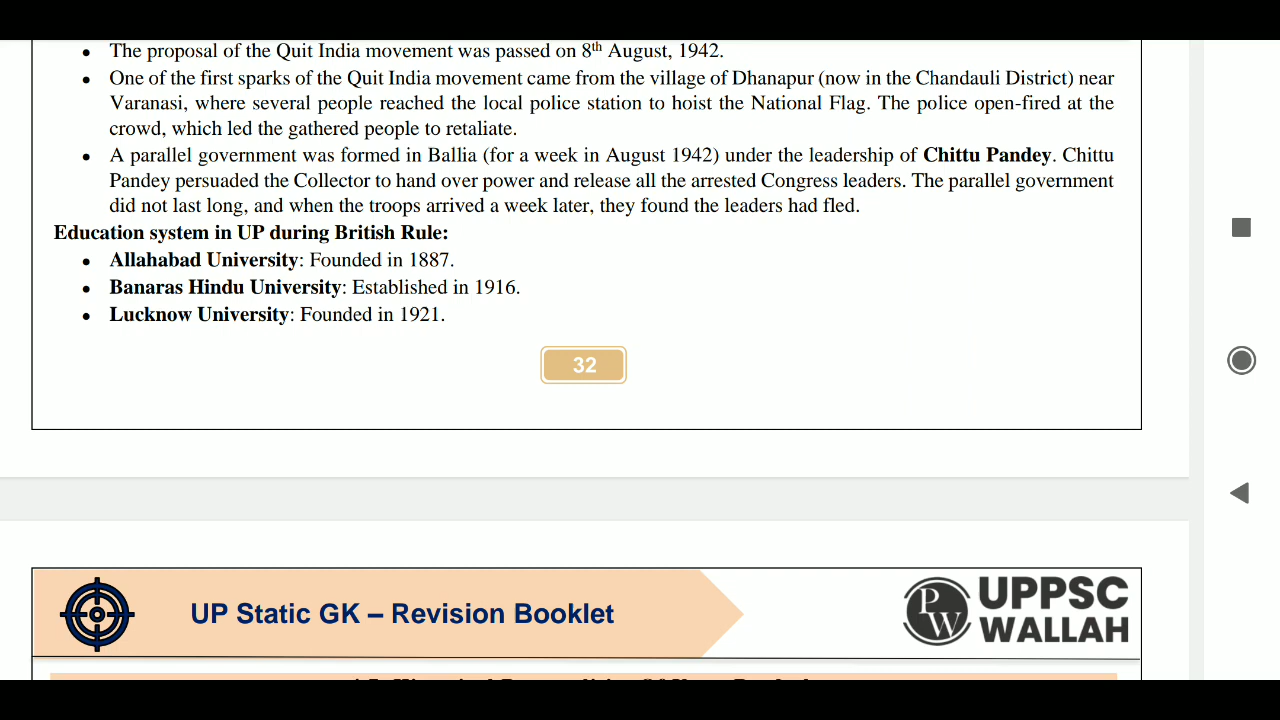 • The proposal of the Quit India movement was passed on 8th August, 1942.
• One of the first sparks of the Quit India movement came from the village of Dhanapur (now in the Chandauli District) near
Varanasi, where several people reached the local police station to hoist the National Flag. The police open-fired at the
crowd, which led the gathered people to retaliate.
• A parallel government was formed in Ballia (for a week in August 1942) under the leadership of Chittu Pandey. Chittu
Pandey persuaded the Collector to hand over power and release all the arrested Congress leaders. The parallel government
did not last long, and when the troops arrived a week later, they found the leaders had fled.
Education system in UP during British Rule:
• Allahabad University: Founded in 1887.
• Banaras Hindu University: Established in 1916.
• Lucknow University: Founded in 1921.
32
UP Static GK – Revision Booklet
PW
UPPSC
WALLAH